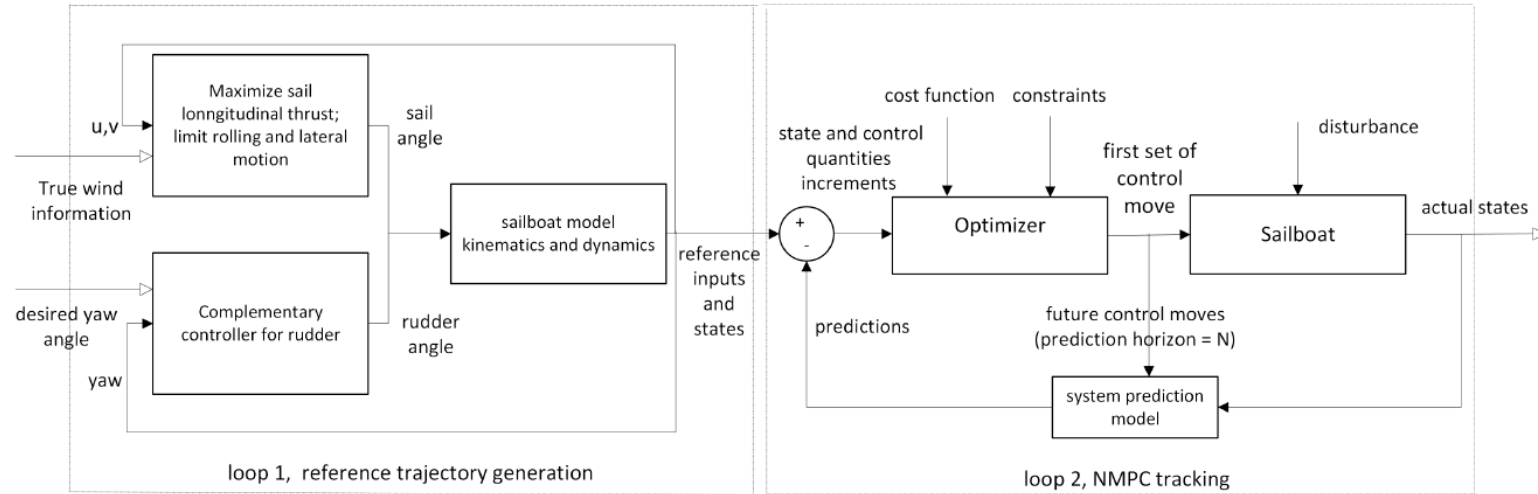 Maximize sail
lonngitudinal thrust;
limit rolling and lateral
motion
u,v
True wind
information
sail
angle
sailboat model
kinematics and dynamics
desired yaw
angle
yaw
Complementary
controller for rudder
rudder
angle
reference
inputs
and
states
loop 1, reference trajectory generation
cost function
constraints
state and control
quantities
increments
+
-
Optimizer
first set of
control
move
disturbance
Sailboat
actual states
predictions
future control moves
(prediction horizon = N)
system prediction
model
loop 2, NMPC tracking